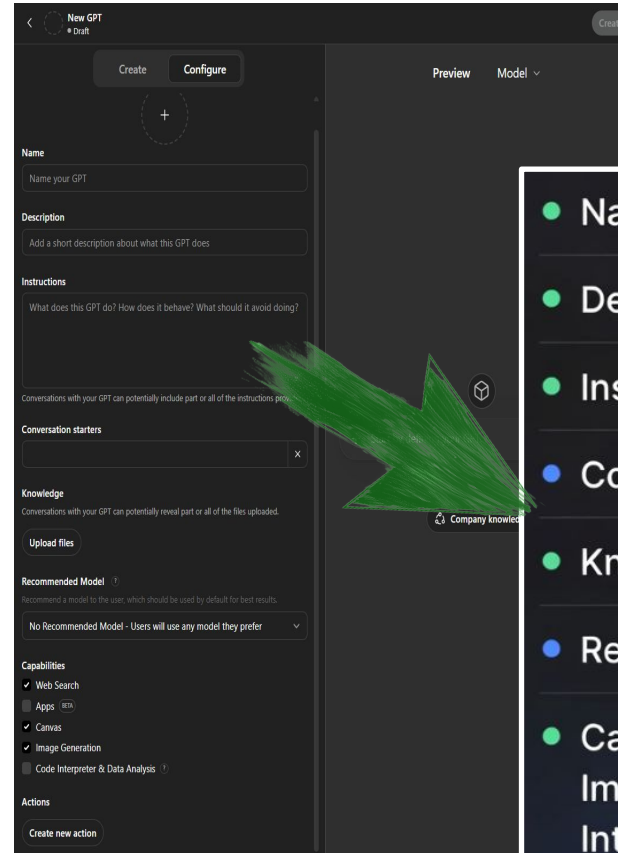 New GPT
Draft
Create
Configure
Name
Name your GPT
Description
Add a short description about what this GPT does
Instructions
What does this GPT do? How does it behave? What should it avoid doing?
Conversations with your GPT can potentially include part or all of the instructions prov
Conversation starters
X
Knowledge
Conversations with your GPT can potentially reveal part or all of the files uploaded.
Upload files
Recommended Model ?
Recommend a model to the user, which should be used by default for best results.
No Recommended Model - Users will use any model they prefer
Capabilities
Web Search
Apps BETA
Canvas
Image Generation
Code Interpreter & Data Analysis ?
Actions
Create new action
Creat
Preview Model
Company knowled
Na
De
Ins
Co
Kn
Re
Ca
Im
Int